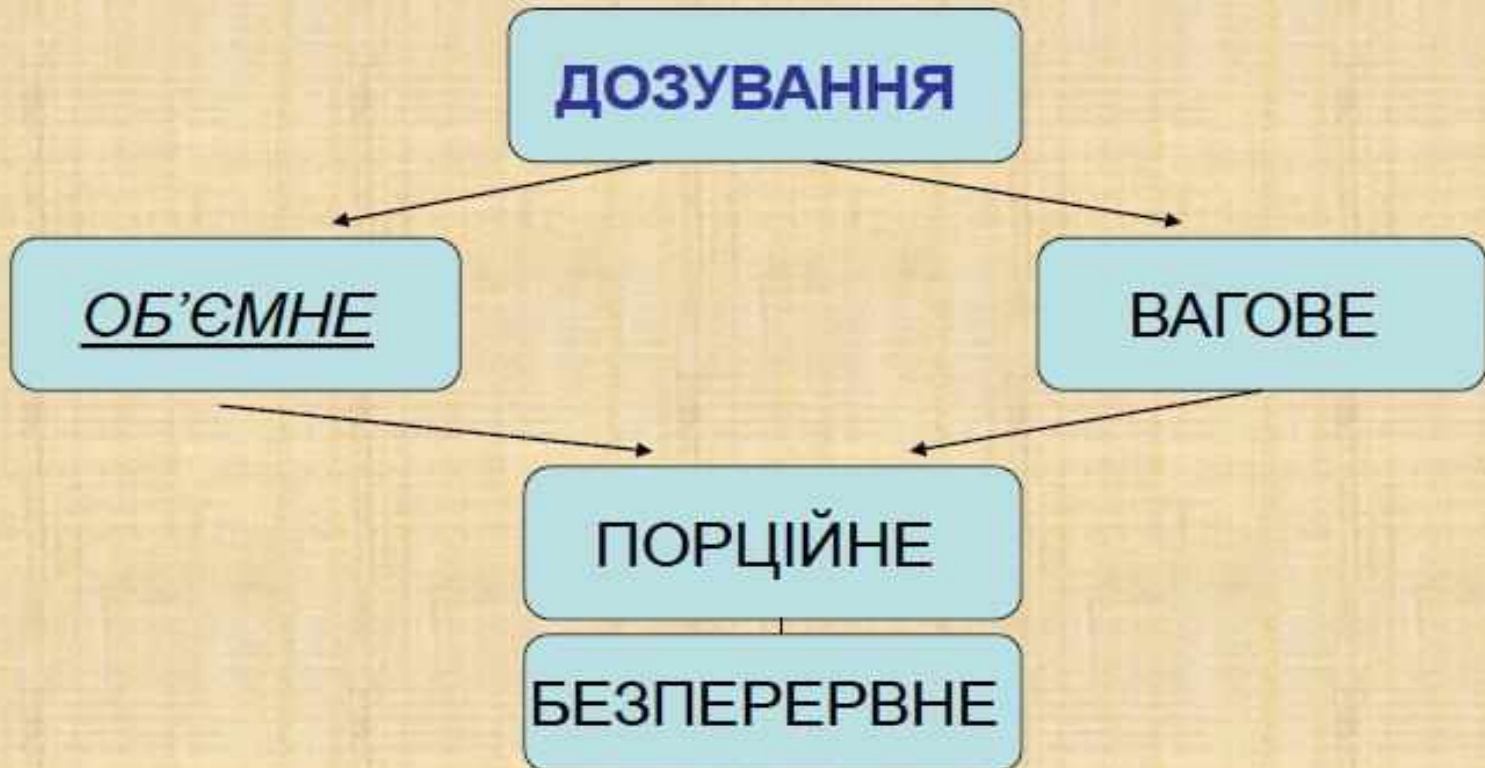 ДОЗУВАННЯ
ОБ’ЄМНЕ
ВАГОВЕ
ПОРЦІЙНЕ
БЕЗПЕРЕРВНЕ